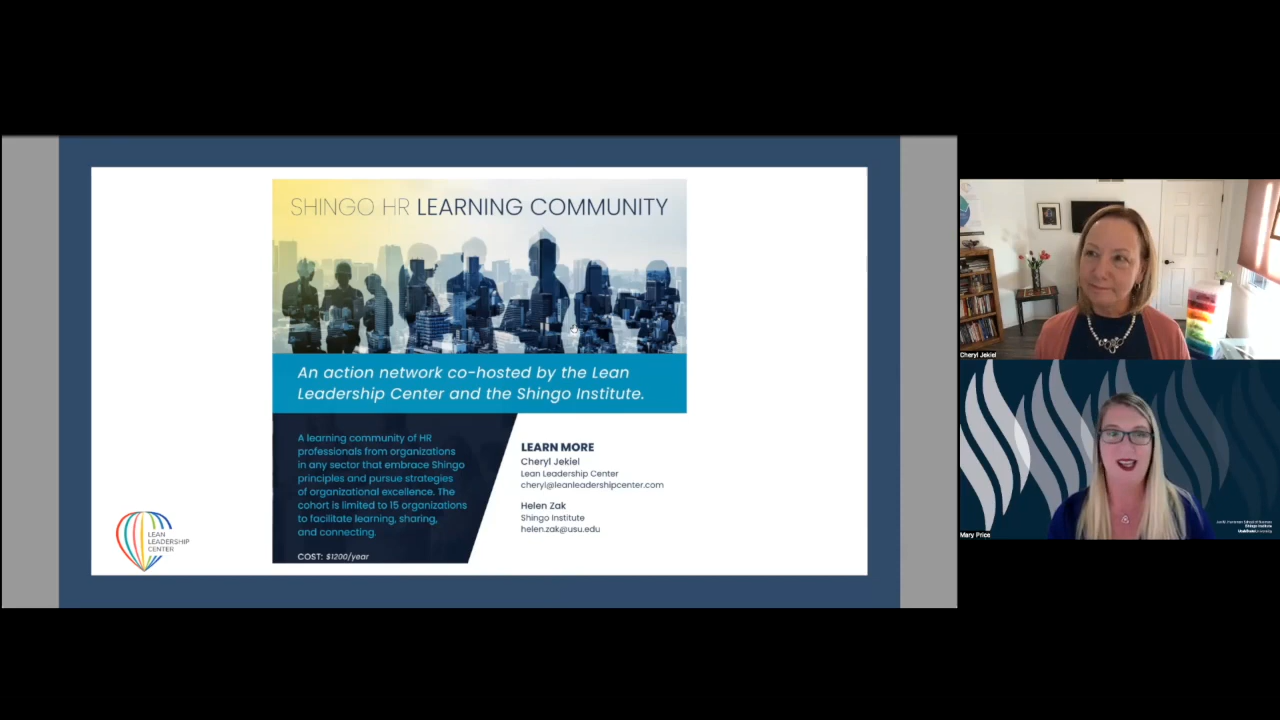 SHINGO HR LEARNING COMMUNITY
An action network co-hosted by the Lean
Leadership Center and the Shingo Institute.
A learning community of HR
professionals from organizations
in any sector that embrace Shingo
principles and pursue strategies
of organizational excellence. The
cohort is limited to 15 organizations
to facilitate learning, sharing,
and connecting.
COST: $1200/year
LEARN MORE
Cheryl Jekiel
Lean Leadership Center
cheryl@leanleadershipcenter.com
Helen Zak
Shingo Institute
helen.zak@usu.edu
LEAN
LEADERSHIP
CENTER
Cheryl Jekiel
Mary Price
Shingo Institute